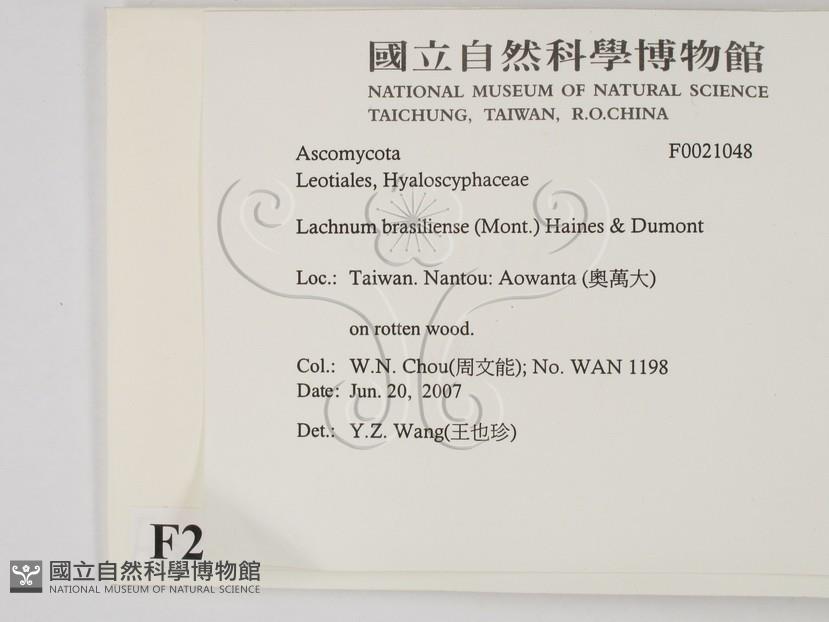 國立自然科學博物館
NATIONAL MUSEUM OF NATURAL SCIENCE
TAICHUNG, TAIWAN, R.O.CHINA
Ascomycota F0021048
Leotiales, Hyaloscyphaceae
Lachnum brasiliense (Mont.) Haines & Dumont
Loc.: Taiwan. Nantou: Aowanta (奧萬大)
on rotten wood.
Col.: W.N. Chou(周文能); No. WAN 1198
Date: Jun. 20, 2007
Det.: Y.Z. Wang(王也珍)
F2
國立自然科學博物館
NATIONAL MUSEUM OF NATURAL SCIENCE